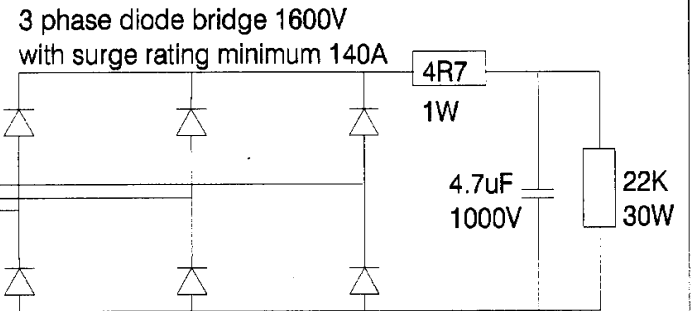 3 phase diode bridge 1600V
with surge rating minimum 140A
4R7
1W
4.7uF
1000V
22K
30W